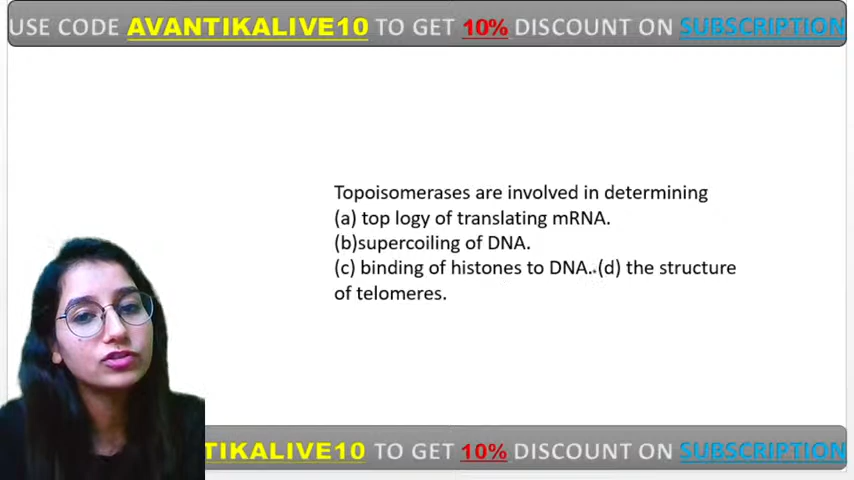 USE CODE AVANTIKALIVE10 TO GET 10% DISCOUNT ON SUBSCRIPTION
Topoisomerases are involved in determining
(a) top logy of translating mRNA.
(b)supercoiling of DNA.
(c) binding of histones to DNA..(d) the structure
of telomeres.
TIKALIVE10 TO GET 10% DISCOUNT ON SUBSCRIPTION